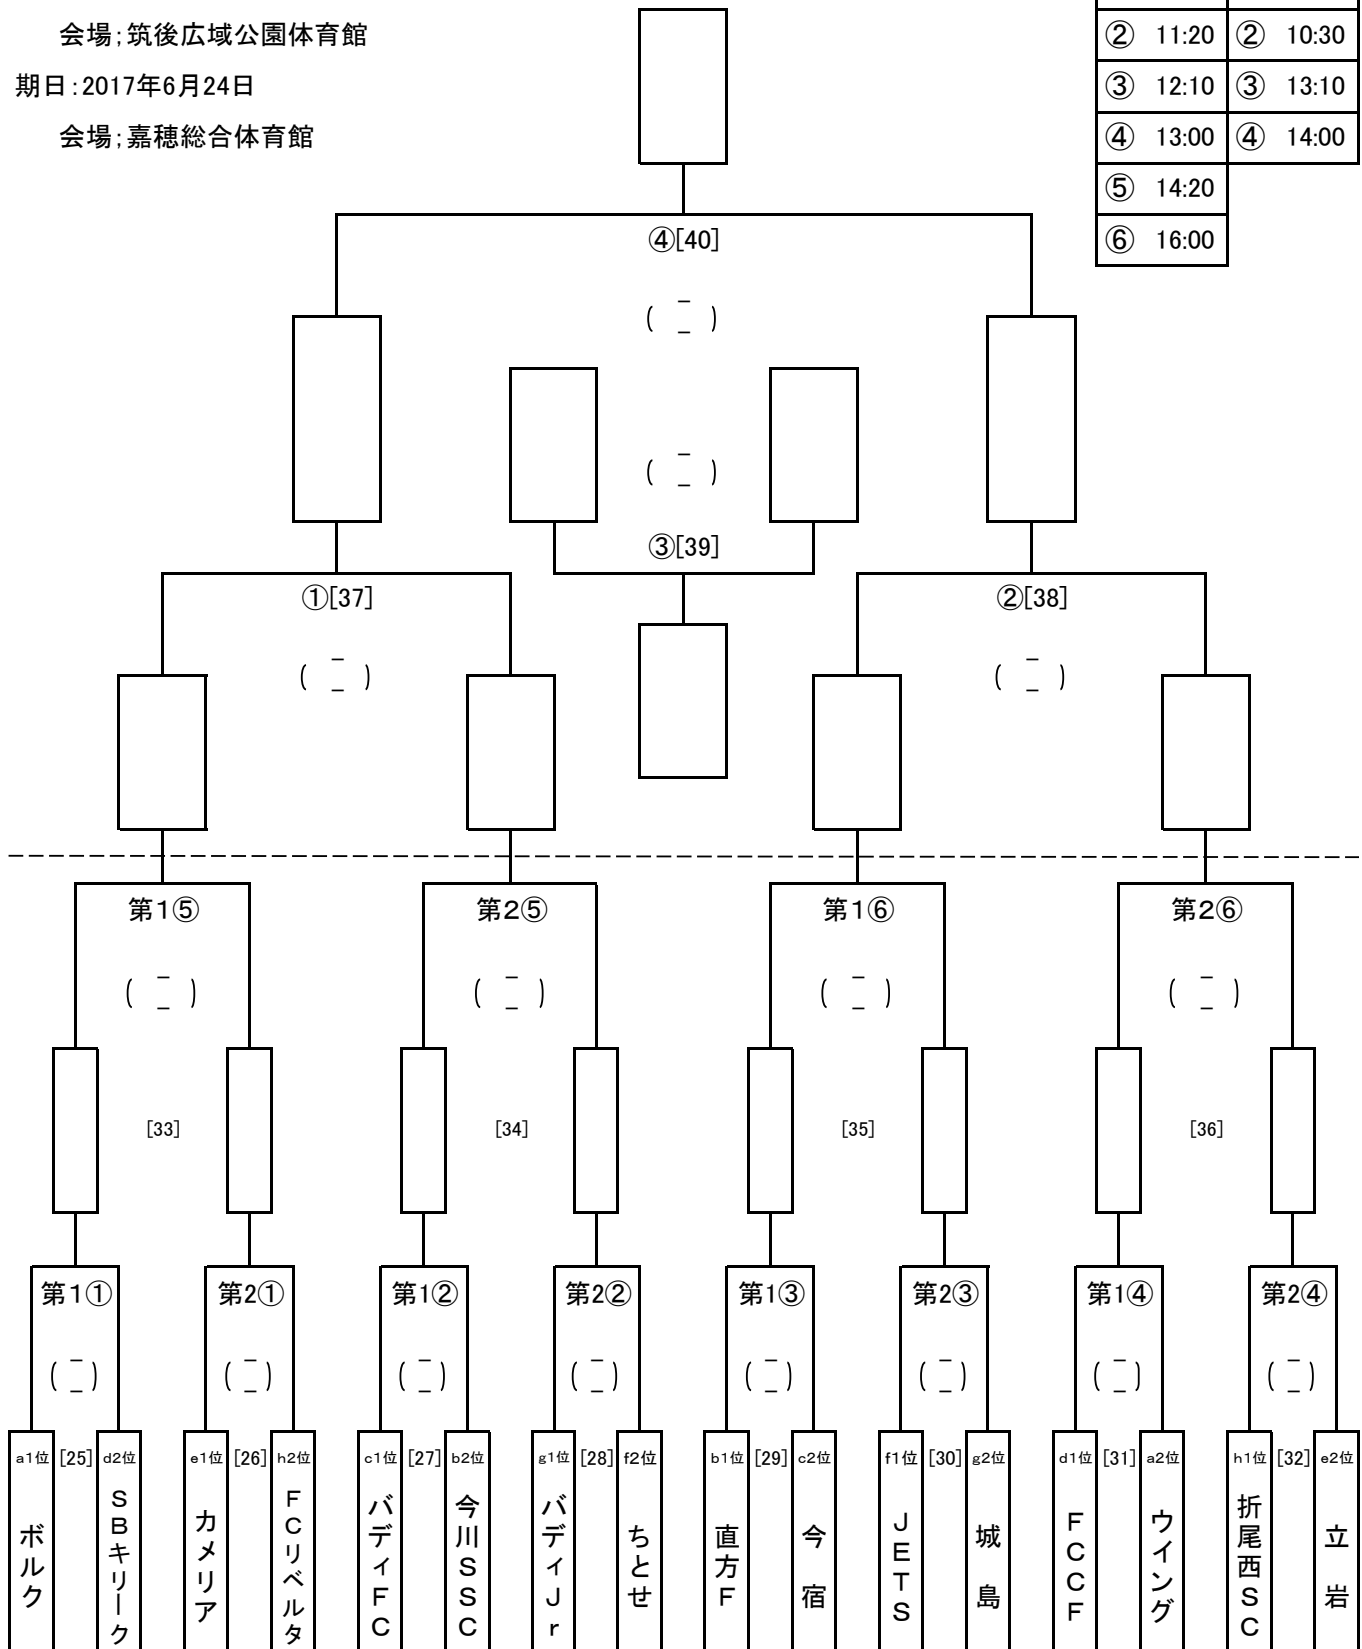 会場;筑後広域公園体育館
期日:2017年6月24日
会場;嘉穂総合体育館
② 11:20 ② 10:30
③ 12:10 ③ 13:10
④ 13:00 ④ 14:00
⑤ 14:20
⑥ 16:00
④[40]
( － － )
( － － )
③[39]
①[37] ②[38]
( － － ) ( － － )
第1⑤ 第2⑤ 第1⑥ 第2⑥
( － － ) ( － － ) ( － － ) ( － － )
[33] [34] [35] [36]
第1① 第2① 第1② 第2② 第1③ 第2③ 第1④ 第2④
( － － ) ( － － ) ( － － ) ( － － ) ( － － ) ( － － ) ( － － ) ( － － )
a1位 [25] d2位 e1位 [26] h2位 c1位 [27] b2位 g1位 [28] f2位 b1位 [29] c2位 f1位 [30] g2位 d1位 [31] a2位 h1位 [32] e2位
ボルク
SBキリーク
カメリア
FCリベルタ
バディFC
今川SSC
バディJr
ちとせ
直方F
今宿
JETS
城島
FCCF
ウイング
折尾西SC
立岩